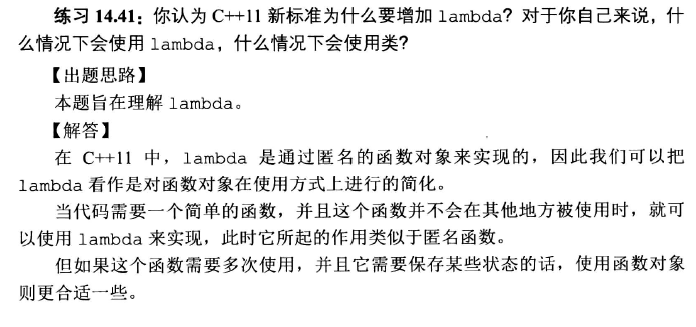 练习 14.41：你认为 C++11 新标准为什么要增加 lambda？对于你自己来说，什
么情况下会使用 lambda，什么情况下会使用类？
【出题思路】
本题旨在理解 lambda。
【解答】
在 C++11 中，lambda 是通过匿名的函数对象来实现的，因此我们可以把
lambda 看作是对函数对象在使用方式上进行的简化。
当代码需要一个简单的函数，并且这个函数并不会在其他地方被使用时，就可
以使用 lambda 来实现，此时它所起的作用类似于匿名函数。
但如果这个函数需要多次使用，并且它需要保存某些状态的话，使用函数对象
则更合适一些。